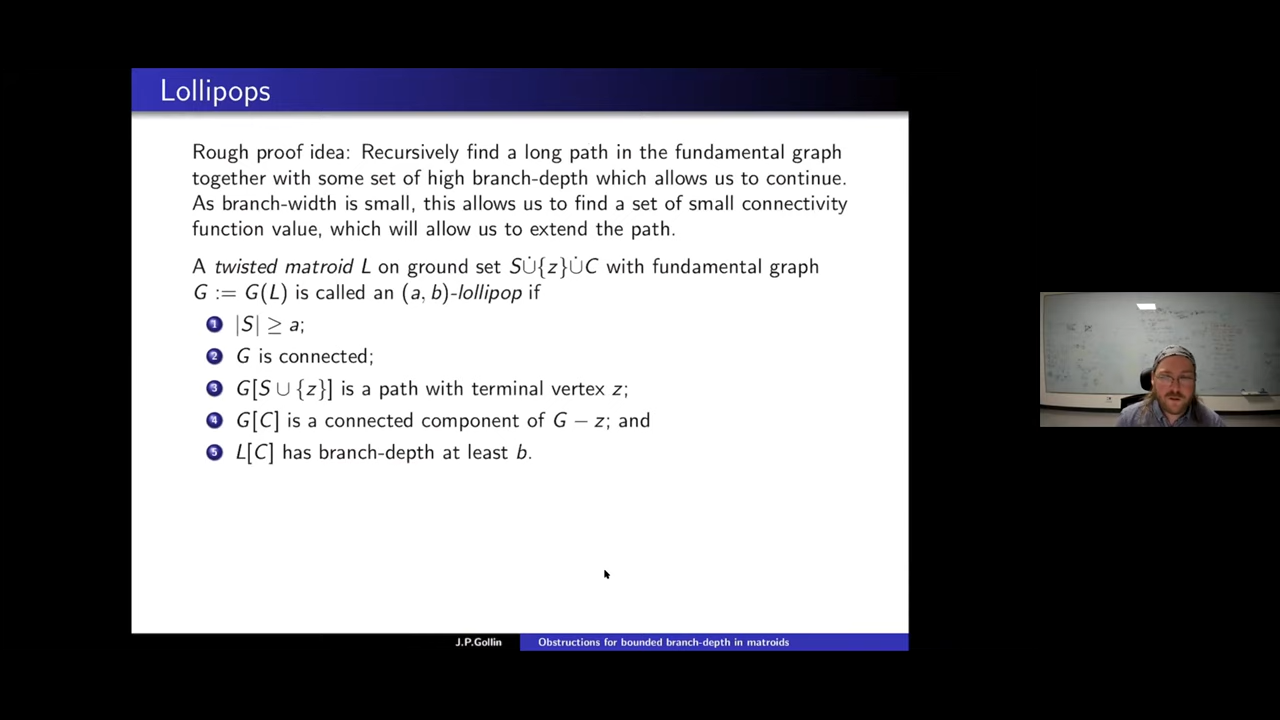 Lollipops
Rough proof idea: Recursively find a long path in the fundamental graph
together with some set of high branch-depth which allows us to continue.
As branch-width is small, this allows us to find a set of small connectivity
function value, which will allow us to extend the path.
A twisted matroid L on ground set S∪̇{z}∪̇C with fundamental graph
G := G(L) is called an (a, b)-lollipop if
1 |S| ≥ a;
2 G is connected;
3 G[S ∪ {z}] is a path with terminal vertex z;
4 G[C] is a connected component of G − z; and
5 L[C] has branch-depth at least b.
J.P.Gollin
Obstructions for bounded branch-depth in matroids